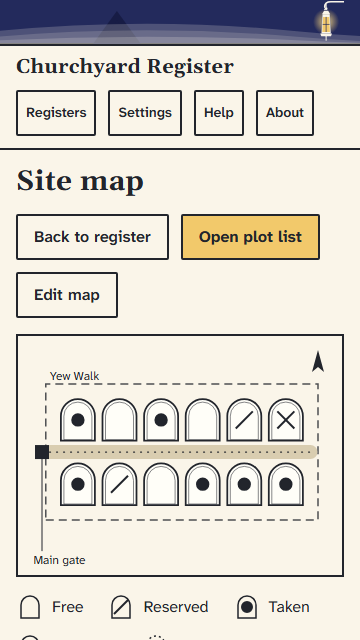 Churchyard Register
Registers Settings Help About
Site map
Back to register Open plot list
Edit map
Yew Walk
Main gate
Free Reserved Taken